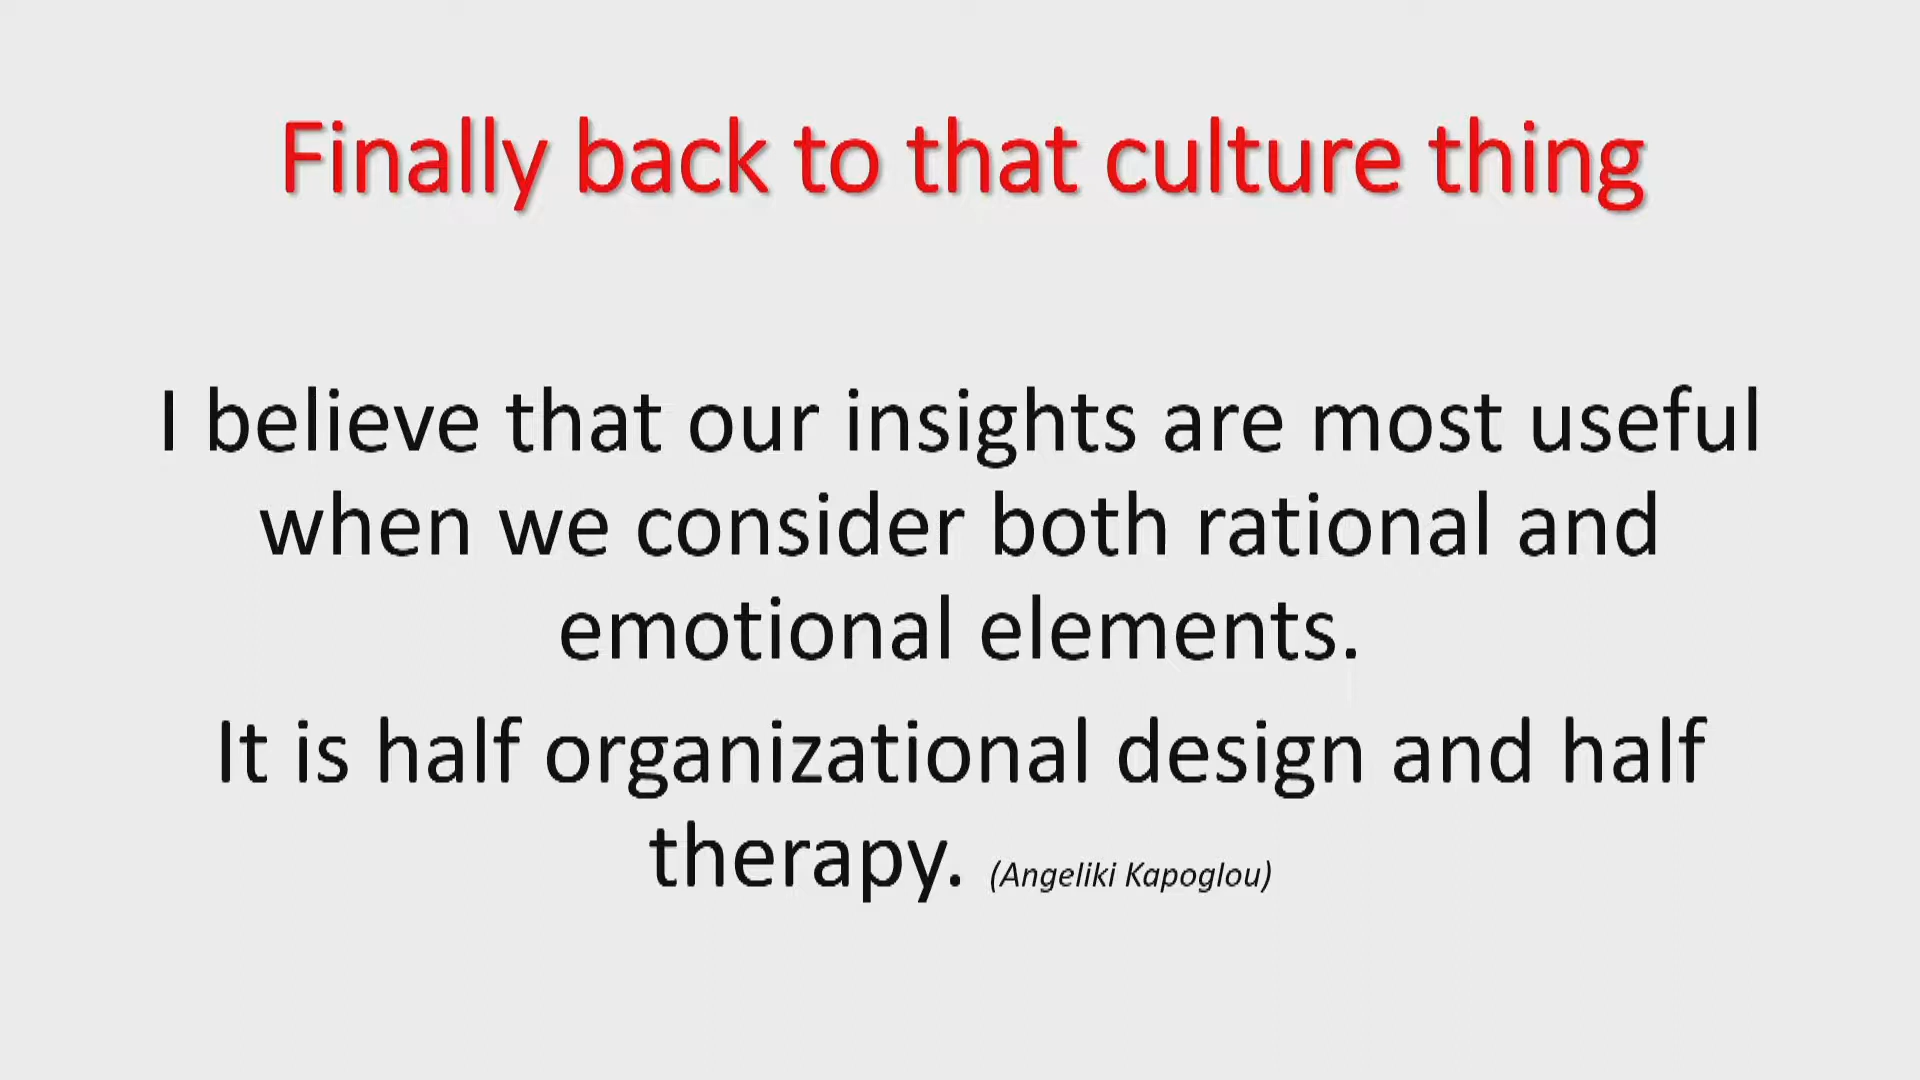 Finally back to that culture thing
I believe that our insights are most useful
when we consider both rational and
emotional elements.
It is half organizational design and half
therapy. (Angeliki Kapoglou)